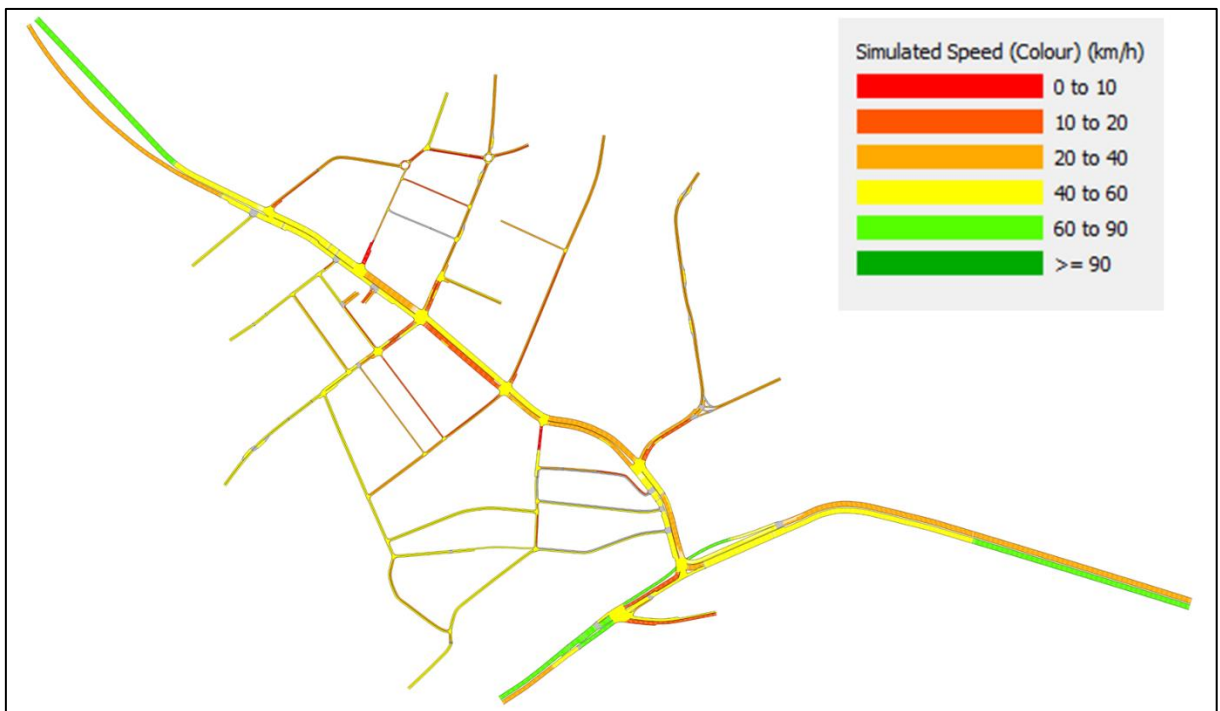 Simulated Speed (Colour) (km/h)
0 to 10
10 to 20
20 to 40
40 to 60
60 to 90
>= 90